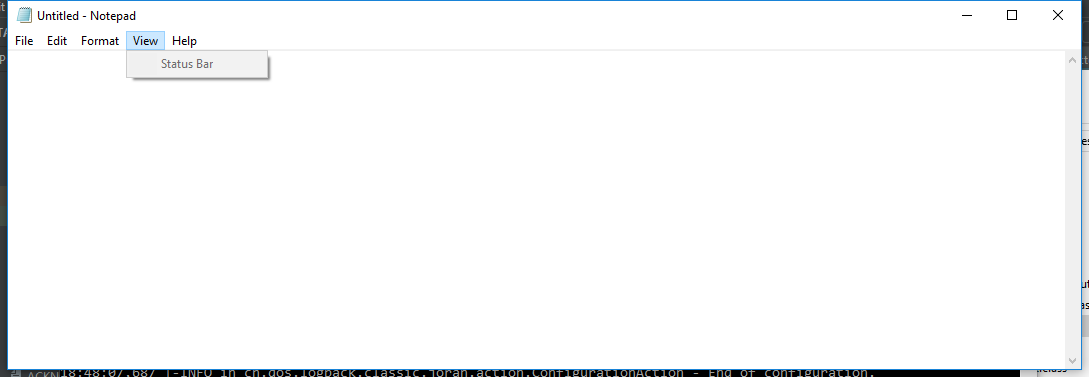 Untitled - Notepad
File Edit Format View Help
Status Bar
18:48:07,687 |-INFO in ch.qos.logback.classic.joran.action.ConfigurationAction - End of configuration.